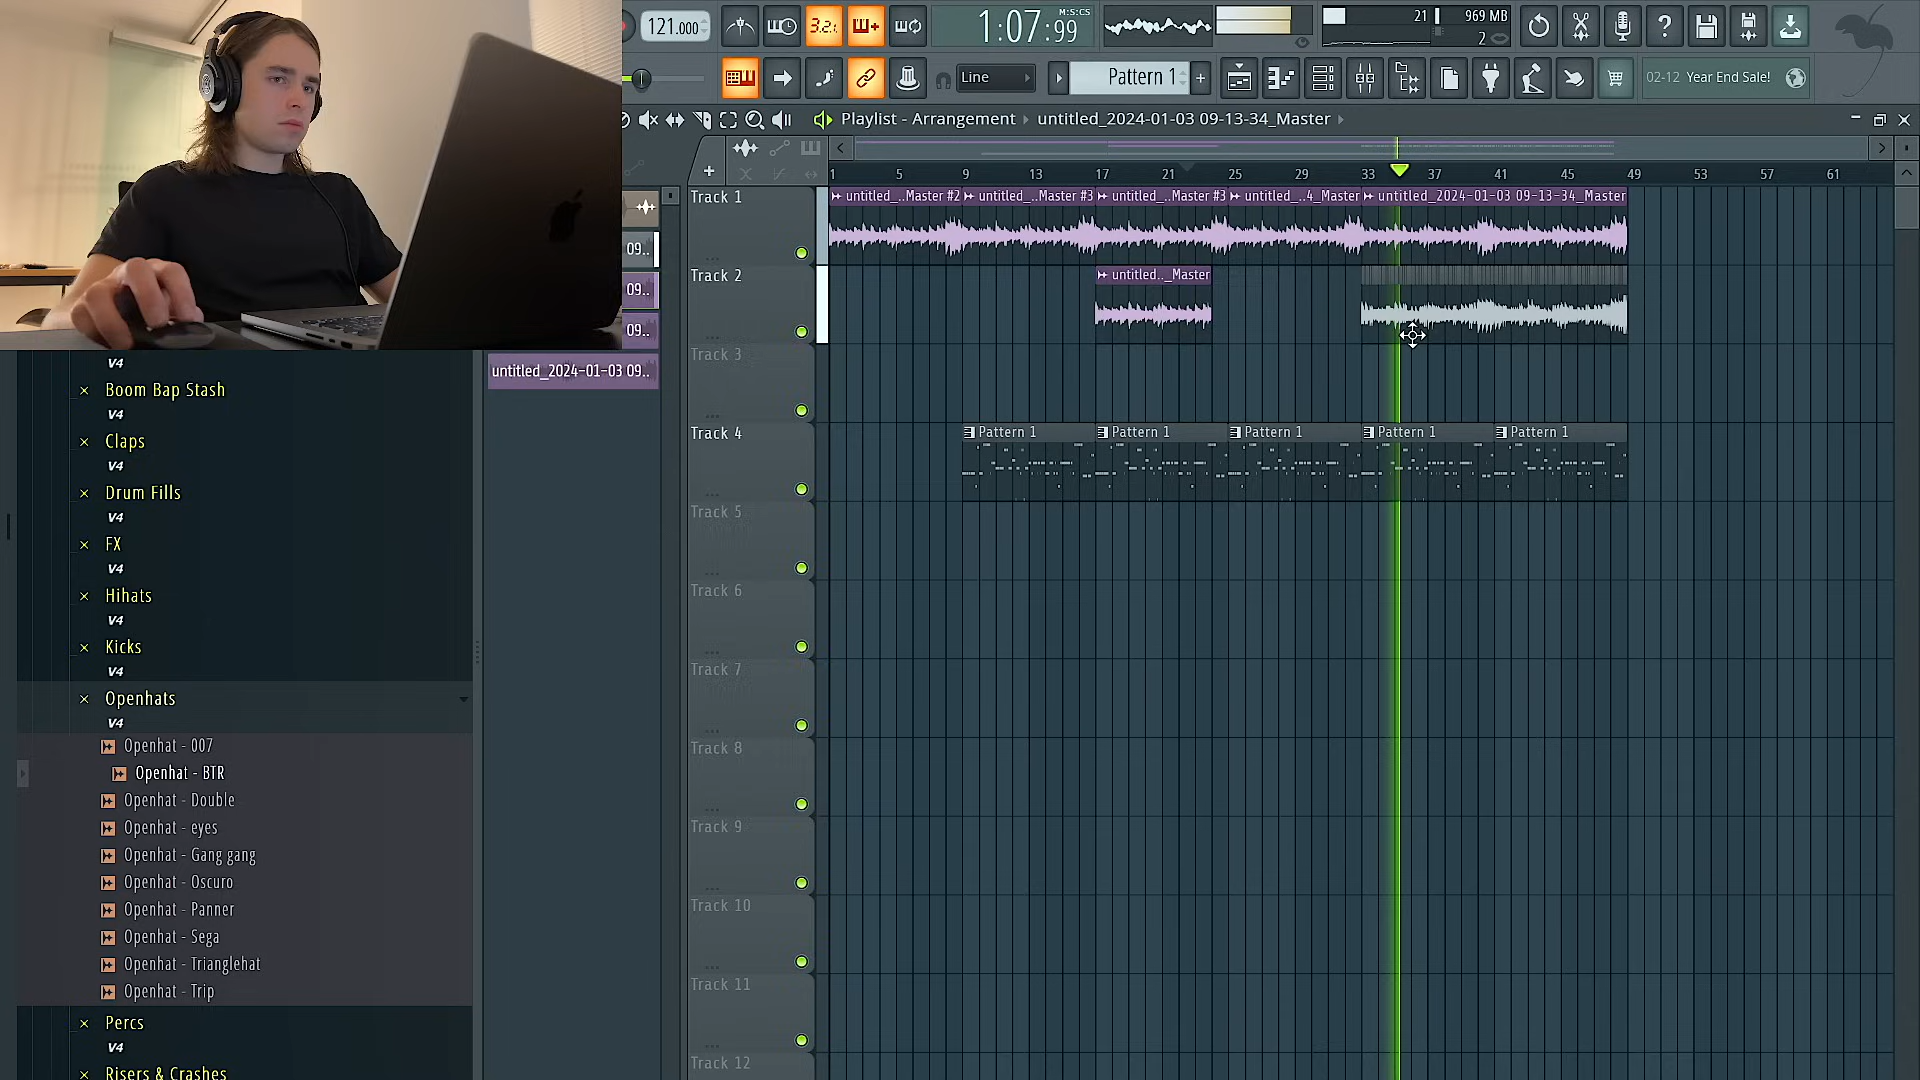 121.000
3.2.
1:07:99
M:S:CS
21
969 MB
2
Line
Pattern 1
02-12 Year End Sale!
Playlist - Arrangement
untitled_2024-01-03 09-13-34_Master
1 5 9 13 17 21 25 29 33 37 41 45 49 53 57 61
Track 1
untitled_..Master #2
untitled_..Master #3
untitled_..Master #3
untitled_..4_Master
untitled_2024-01-03 09-13-34_Master
09..
Track 2
untitled.._Master
09..
09..
Track 3
untitled_2024-01-03 09..
V4
Boom Bap Stash
V4
Claps
V4
Drum Fills
V4
FX
V4
Hihats
V4
Kicks
V4
Openhats
V4
Openhat - 007
Openhat - BTR
Openhat - Double
Openhat - eyes
Openhat - Gang gang
Openhat - Oscuro
Openhat - Panner
Openhat - Sega
Openhat - Trianglehat
Openhat - Trip
Percs
V4
Risers & Crashes
Track 4
Pattern 1
Pattern 1
Pattern 1
Pattern 1
Pattern 1
Track 5
Track 6
Track 7
Track 8
Track 9
Track 10
Track 11
Track 12